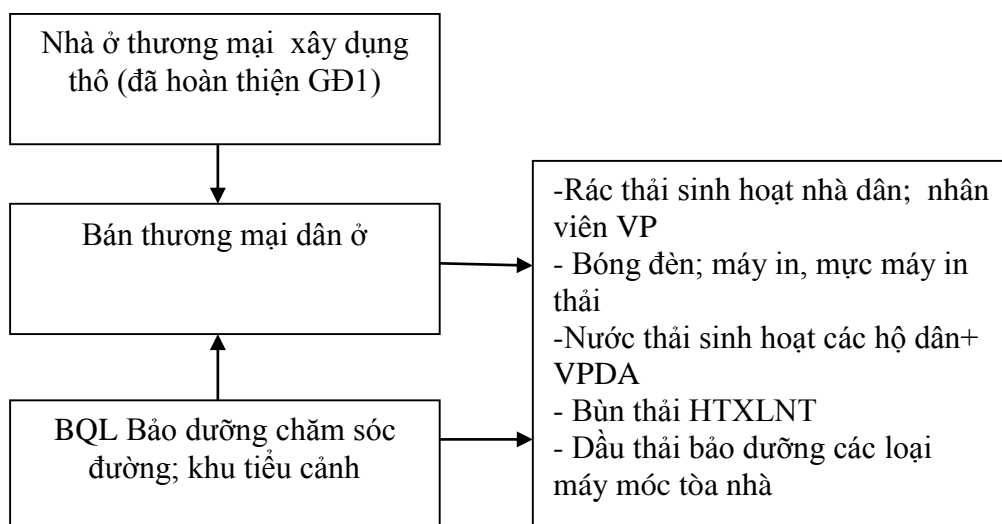 Nhà ở thương mại xây dụng
thô (đã hoàn thiện GĐ1)
Bán thương mại dân ở
BQL Bảo dưỡng chăm sóc
đường; khu tiểu cảnh
-Rác thải sinh hoạt nhà dân; nhân
viên VP
- Bóng đèn; máy in, mực máy in
thải
-Nước thải sinh hoạt các hộ dân+
VPDA
- Bùn thải HTXLNT
- Dầu thải bảo dưỡng các loại
máy móc tòa nhà